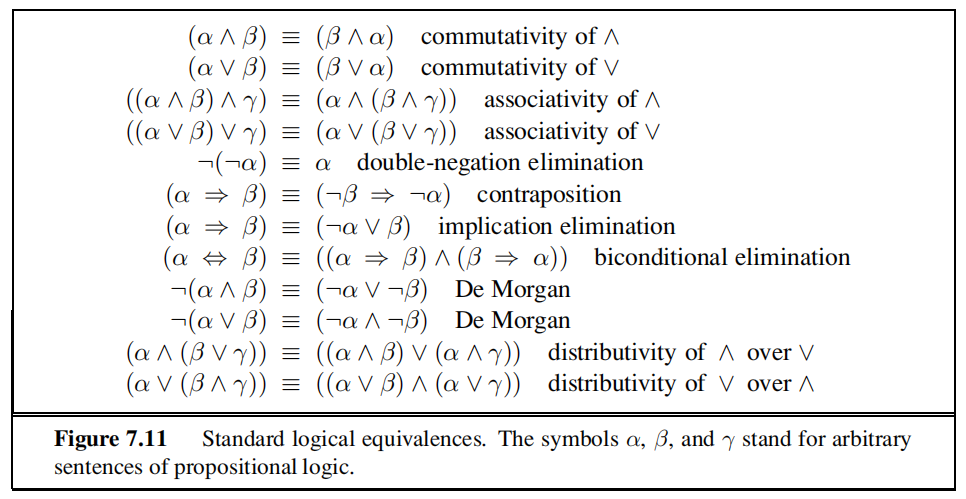 (α ∧ β) ≡ (β ∧ α) commutativity of ∧
(α ∨ β) ≡ (β ∨ α) commutativity of ∨
((α ∧ β) ∧ γ) ≡ (α ∧ (β ∧ γ)) associativity of ∧
((α ∨ β) ∨ γ) ≡ (α ∨ (β ∨ γ)) associativity of ∨
¬(¬α) ≡ α double-negation elimination
(α ⇒ β) ≡ (¬β ⇒ ¬α) contraposition
(α ⇒ β) ≡ (¬α ∨ β) implication elimination
(α ⇔ β) ≡ ((α ⇒ β) ∧ (β ⇒ α)) biconditional elimination
¬(α ∧ β) ≡ (¬α ∨ ¬β) De Morgan
¬(α ∨ β) ≡ (¬α ∧ ¬β) De Morgan
(α ∧ (β ∨ γ)) ≡ ((α ∧ β) ∨ (α ∧ γ)) distributivity of ∧ over ∨
(α ∨ (β ∧ γ)) ≡ ((α ∨ β) ∧ (α ∨ γ)) distributivity of ∨ over ∧
Figure 7.11 Standard logical equivalences. The symbols α, β, and γ stand for arbitrary
sentences of propositional logic.